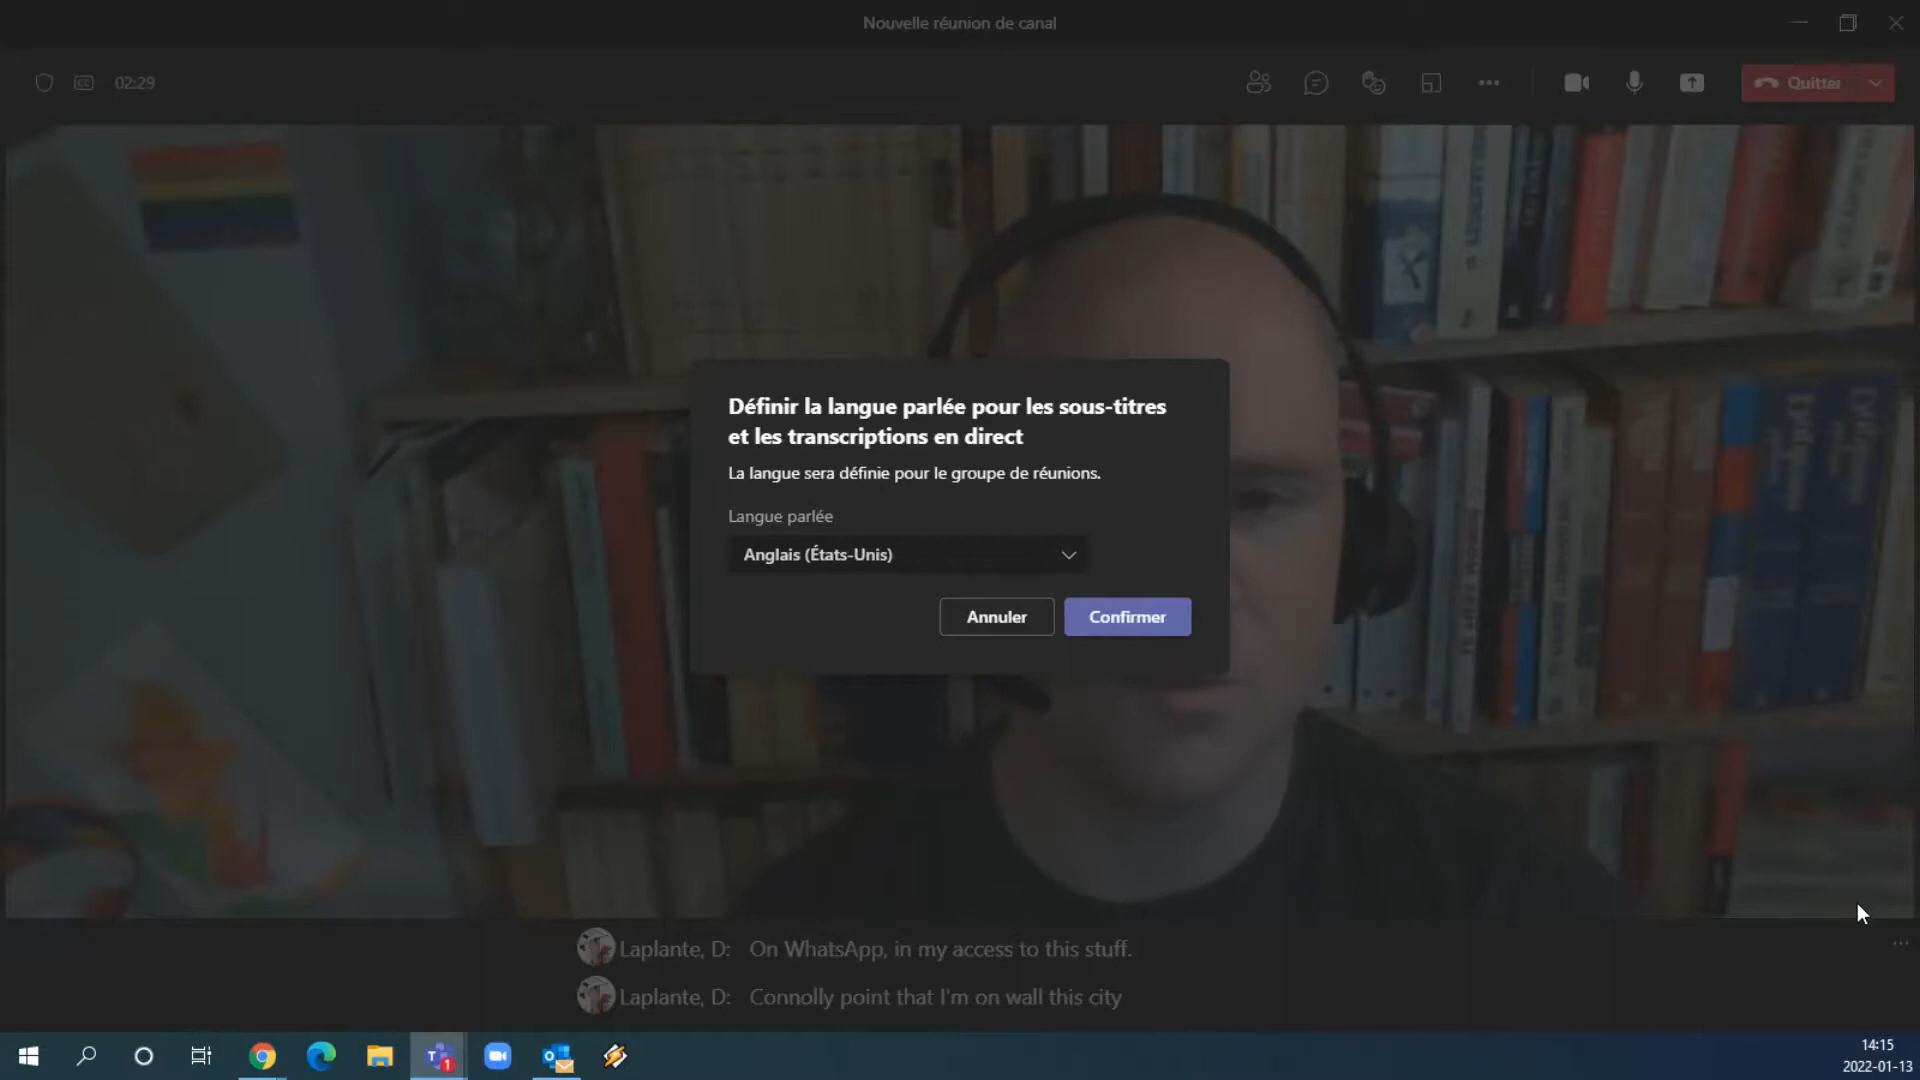 Nouvelle réunion de canal
02:29
Quitter
Définir la langue parlée pour les sous-titres
et les transcriptions en direct
La langue sera définie pour le groupe de réunions.
Langue parlée
Anglais (États-Unis)
Annuler
Confirmer
Laplante, D: On WhatsApp, in my access to this stuff.
Laplante, D: Connolly point that I'm on wall this city
14:15
2022-01-13